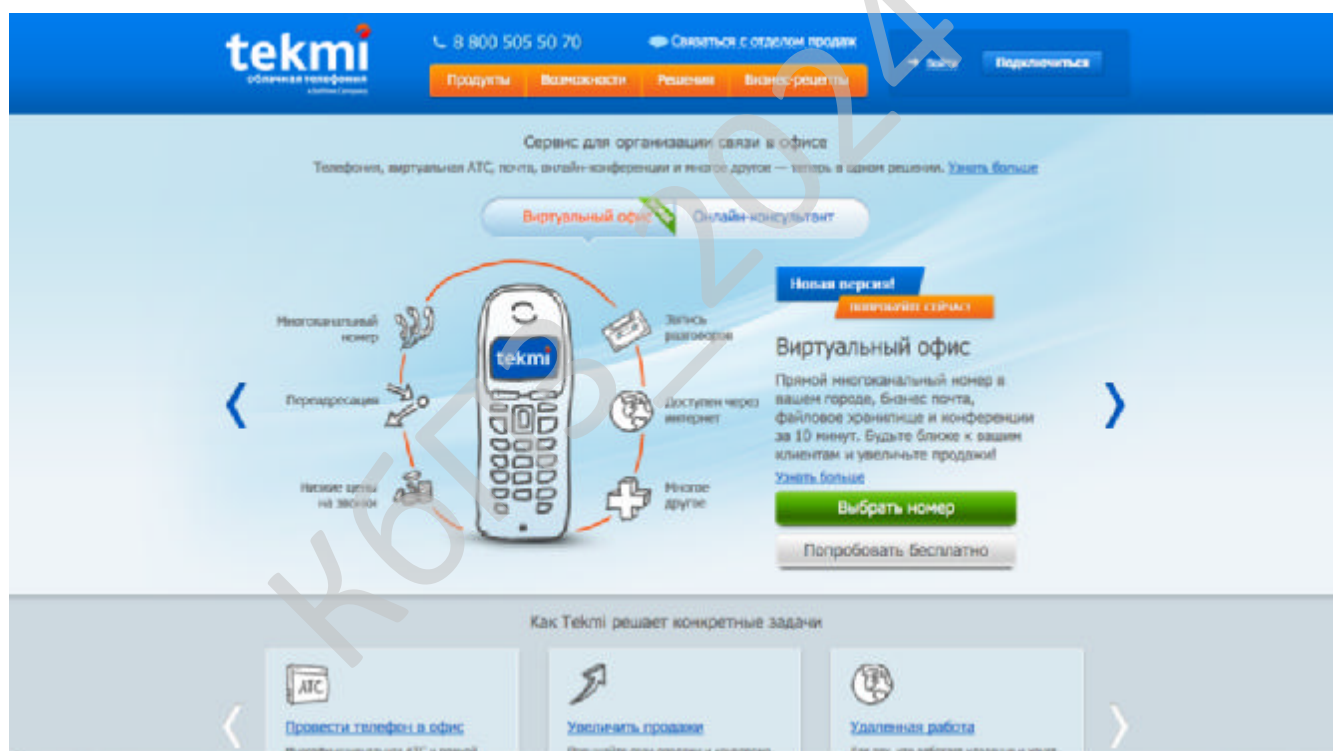 tekmi
облачная телефония
8 800 505 50 70
Связаться с отделом продаж
Войти
Подключиться
Продукты Возможности Решения Бизнес-рецепты
Сервис для организации связи в офисе
Телефония, виртуальная АТС, почта, онлайн-конференции и многое другое — теперь в одном решении. Узнать больше
Виртуальный офис
Онлайн-консультант
Многоканальный
номер
Переадресация
Низкие цены
на звонки
tekmi
Запись
разговоров
Доступен через
интернет
Многое
другое
Новая версия!
ПОПРОБУЙТЕ СЕЙЧАС!
Виртуальный офис
Прямой многоканальный номер в
вашем городе, бизнес почта,
файловое хранилище и конференции
за 10 минут. Будьте ближе к вашим
клиентам и увеличьте продажи!
Узнать больше
Выбрать номер
Попробовать бесплатно
Как Tekmi решает конкретные задачи
АТС
Провести телефон в офис
Увеличить продажи
Удаленная работа
КбГВ_2024